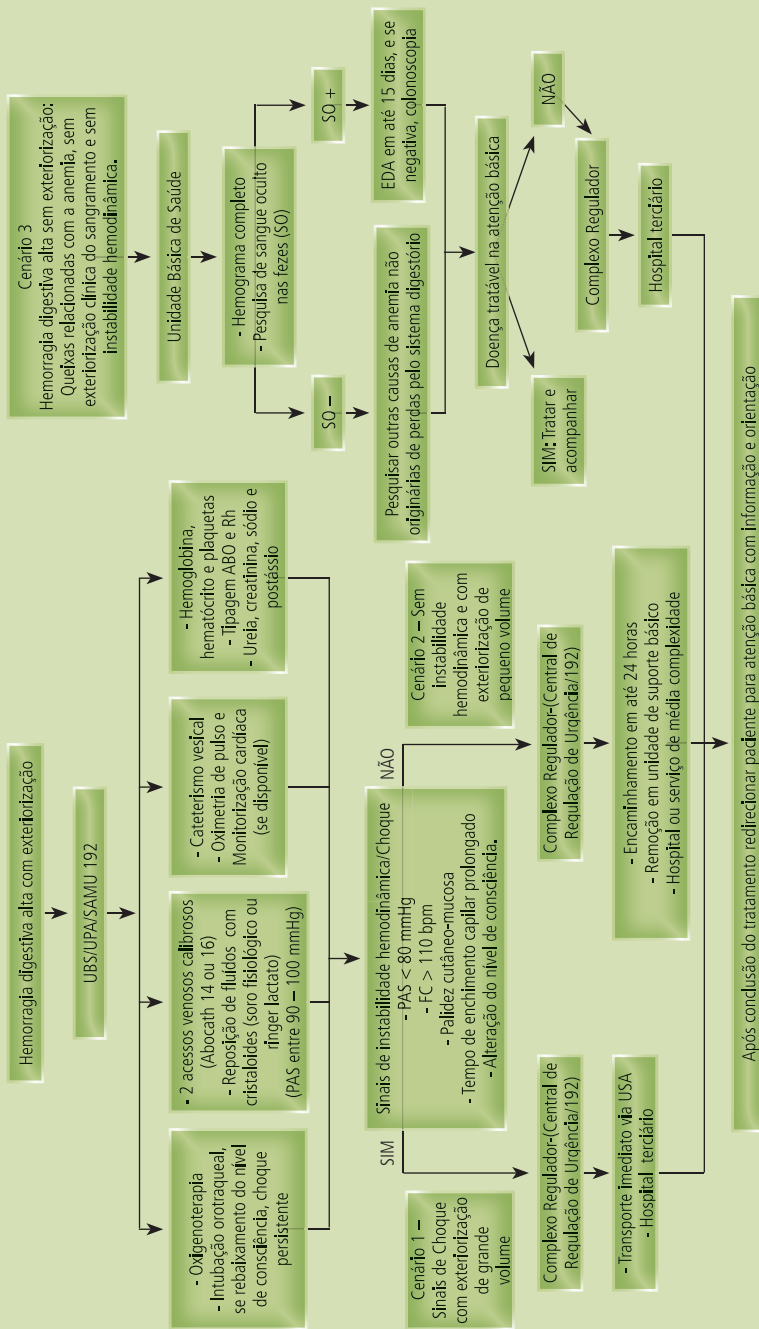 Hemorragia digestiva alta com exteriorização
UBS/UPA/SAMU 192
- Oxigenoterapia
- Intubação orotraqueal,
se rebaixamento do nível
de consciência, choque
persistente
- 2 acessos venosos calibrosos
(Abocath 14 ou 16)
- Reposição de fluídos com
cristaloides (soro fisiológico ou
ringer lactato)
(PAS entre 90 – 100 mmHg)
- Cateterismo vesical
- Oximetria de pulso e
Monitorização cardíaca
(se disponível)
- Hemoglobina,
hematócrito e plaquetas
- Tipagem ABO e Rh
- Ureia, creatinina, sódio e
postássio
Sinais de instabilidade hemodinâmica/Choque
- PAS < 80 mmHg
- FC > 110 bpm
- Palidez cutâneo-mucosa
- Tempo de enchimento capilar prolongado
- Alteração do nível de consciência.
SIM
NÃO
Cenário 1 –
Sinais de Choque
com exteriorização
de grande
volume
Complexo Regulador-(Central de
Regulação de Urgência/192)
- Transporte imediato via USA
- Hospital terciário
Cenário 2 – Sem
instabilidade
hemodinâmica e com
exteriorização de
pequeno volume
Complexo Regulador-(Central de
Requlação de Urgência/192)
- Encaminhamento em até 24 horas
- Remoção em unidade de suporte básico
- Hospital ou serviço de média complexidade
Cenário 3
Hemorragia digestiva alta sem exteriorização:
Queixas relacionadas com a anemia, sem
exteriorização clínica do sangramento e sem
instabilidade hemodinâmica.
Unidade Básica de Saúde
- Hemograma completo
- Pesquisa de sangue oculto
nas fezes (SO)
SO –
SO +
Pesquisar outras causas de anemia não
originárias de perdas pelo sistema digestório
EDA em até 15 dias, e se
negativa, colonoscopia
Doença tratável na atenção básica
SIM: Tratar e
acompanhar
NÃO
Complexo Regulador
Hospital terciário
Após conclusão do tratamento redirecionar paciente para atenção básica com informação e orientação